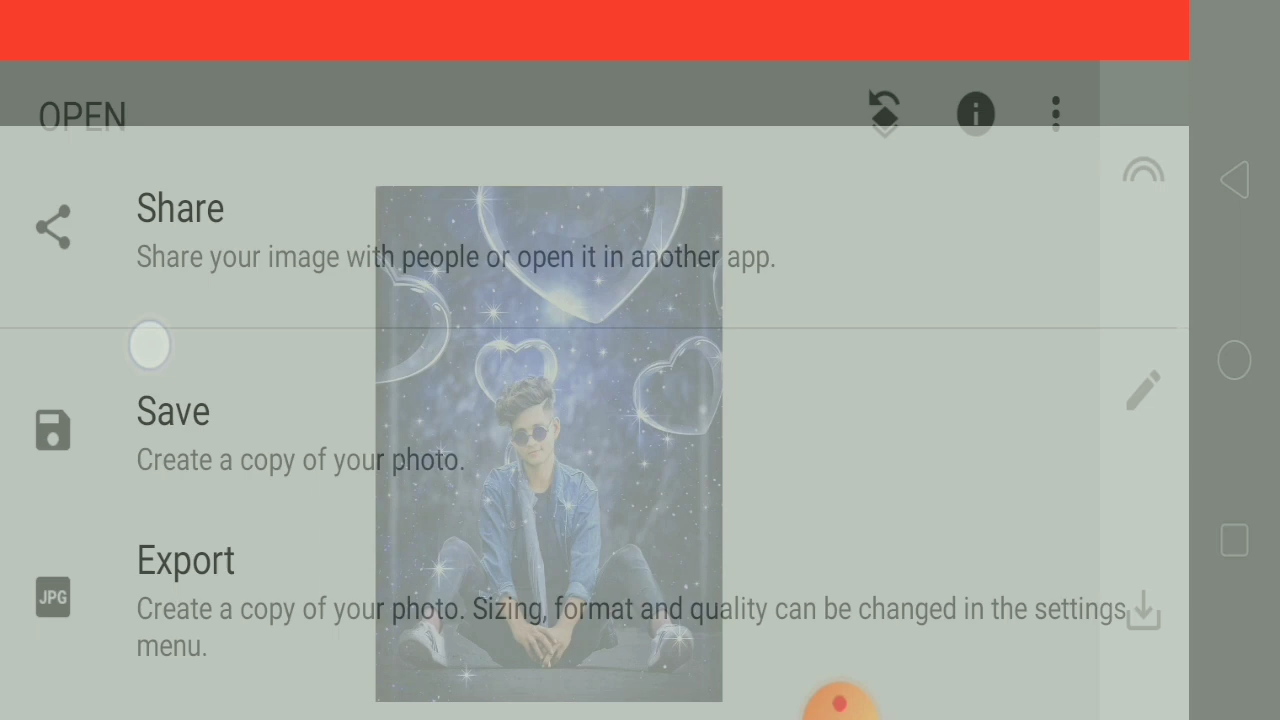 OPEN
Share
Share your image with people or open it in another app.
Save
Create a copy of your photo.
Export
JPG
Create a copy of your photo. Sizing, format and quality can be changed in the settings
menu.